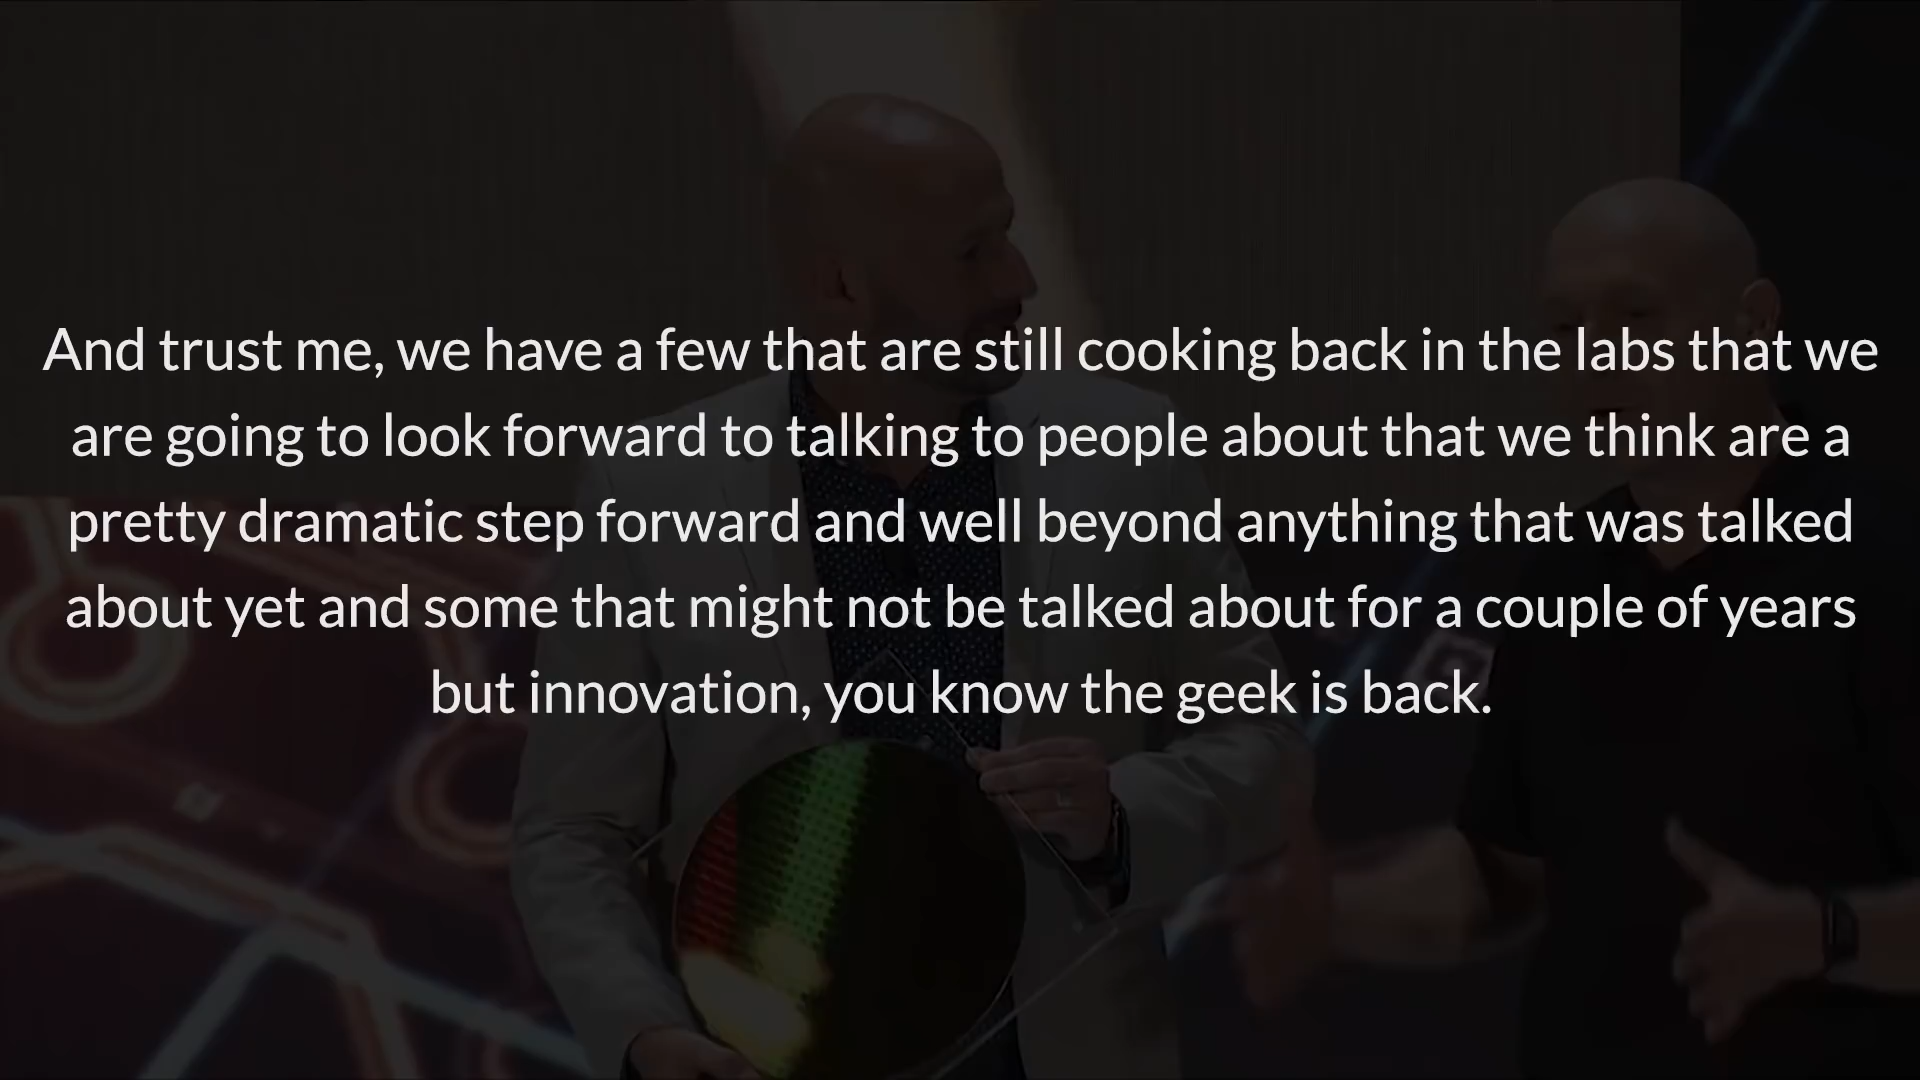 And trust me, we have a few that are still cooking back in the labs that we
are going to look forward to talking to people about that we think are a
pretty dramatic step forward and well beyond anything that was talked
about yet and some that might not be talked about for a couple of years
but innovation, you know the geek is back.